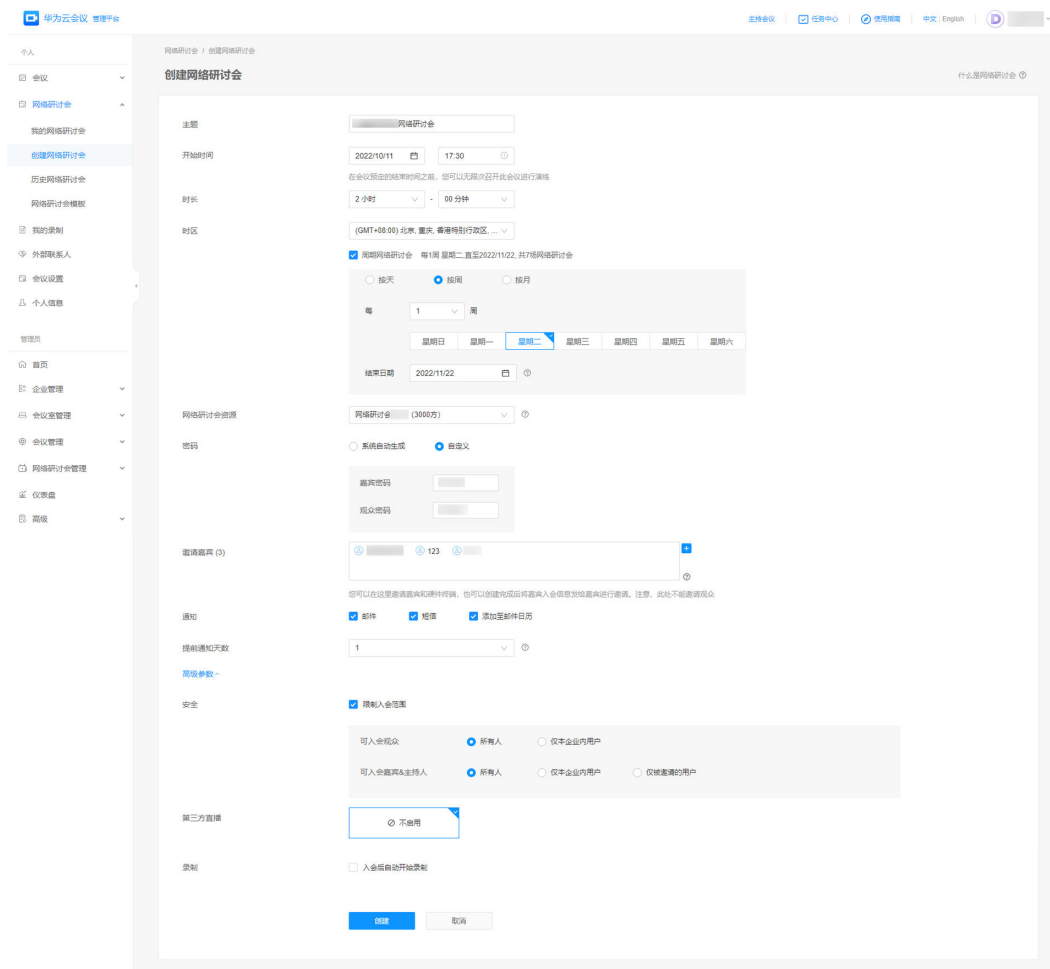 华为云会议 管理平台
主持会议 任务中心 使用指南 中文 | English D
个人
会议
网络研讨会
我的网络研讨会
创建网络研讨会
历史网络研讨会
网络研讨会模板
我的录制
外部联系人
会议设置
个人信息
管理员
首页
企业管理
会议室管理
会议管理
网络研讨会管理
仪表盘
高级
网络研讨会 / 创建网络研讨会
创建网络研讨会 什么是网络研讨会
主题 网络研讨会
开始时间 2022/10/11 17:30
在会议预定的结束时间之前，您可以无限次召开此会议进行演练
时长 2 小时 - 00 分钟
时区 (GMT+08:00) 北京, 重庆, 香港特别行政区, ...
周期网络研讨会 每1周 星期二,直至2022/11/22, 共7场网络研讨会
按天 按周 按月
每 1 周
星期日 星期一 星期二 星期三 星期四 星期五 星期六
结束日期 2022/11/22
网络研讨会资源 网络研讨会 (3000方)
密码 系统自动生成 自定义
嘉宾密码
观众密码
邀请嘉宾 (3) 123
您可以在这里邀请嘉宾和硬件终端，也可以创建完成后将嘉宾入会信息发给嘉宾进行邀请。注意，此处不能邀请观众
通知 邮件 短信 添加至邮件日历
提前通知天数 1
高级参数
安全 限制入会范围
可入会观众 所有人 仅本企业内用户
可入会嘉宾&主持人 所有人 仅本企业内用户 仅被邀请的用户
第三方直播 不启用
录制 入会后自动开始录制
创建 取消